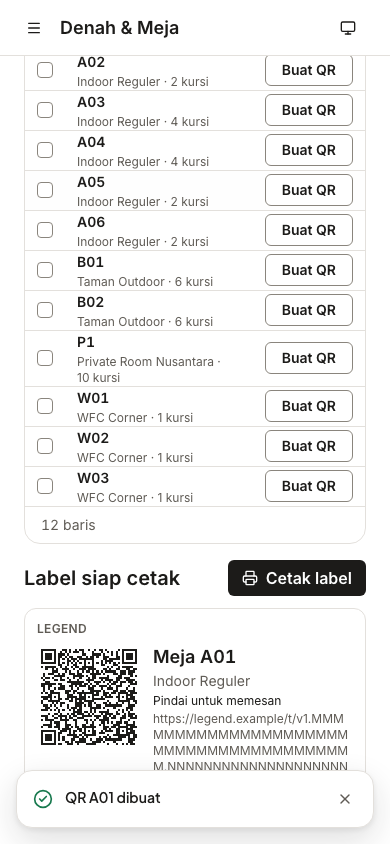 Denah & Meja
A02
Indoor Reguler · 2 kursi
Buat QR
A03
Indoor Reguler · 4 kursi
Buat QR
A04
Indoor Reguler · 4 kursi
Buat QR
A05
Indoor Reguler · 2 kursi
Buat QR
A06
Indoor Reguler · 2 kursi
Buat QR
B01
Taman Outdoor · 6 kursi
Buat QR
B02
Taman Outdoor · 6 kursi
Buat QR
P1
Private Room Nusantara ·
10 kursi
Buat QR
W01
WFC Corner · 1 kursi
Buat QR
W02
WFC Corner · 1 kursi
Buat QR
W03
WFC Corner · 1 kursi
Buat QR
12 baris
Label siap cetak
Cetak label
LEGEND
Meja A01
Indoor Reguler
Pindai untuk memesan
https://legend.example/t/v1.MMM
MMMMMMMMMMMMMMMMMMM
MMMMMMMMMMMMMMMMMMM
M.NNNNNNNNNNNNNNNNNNN
QR A01 dibuat